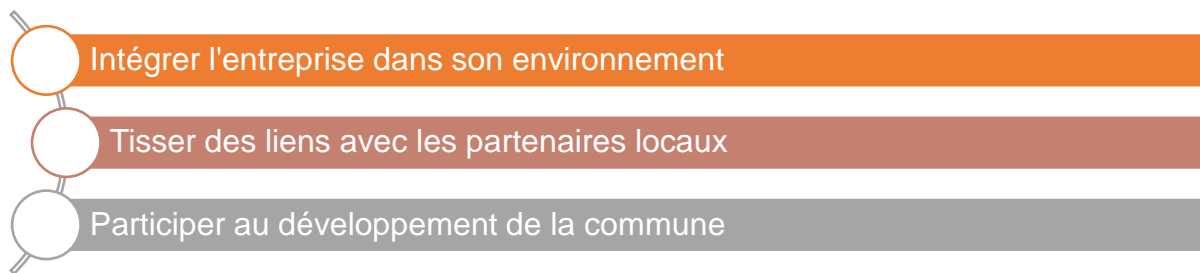 Intégrer l'entreprise dans son environnement
Tisser des liens avec les partenaires locaux
Participer au développement de la commune